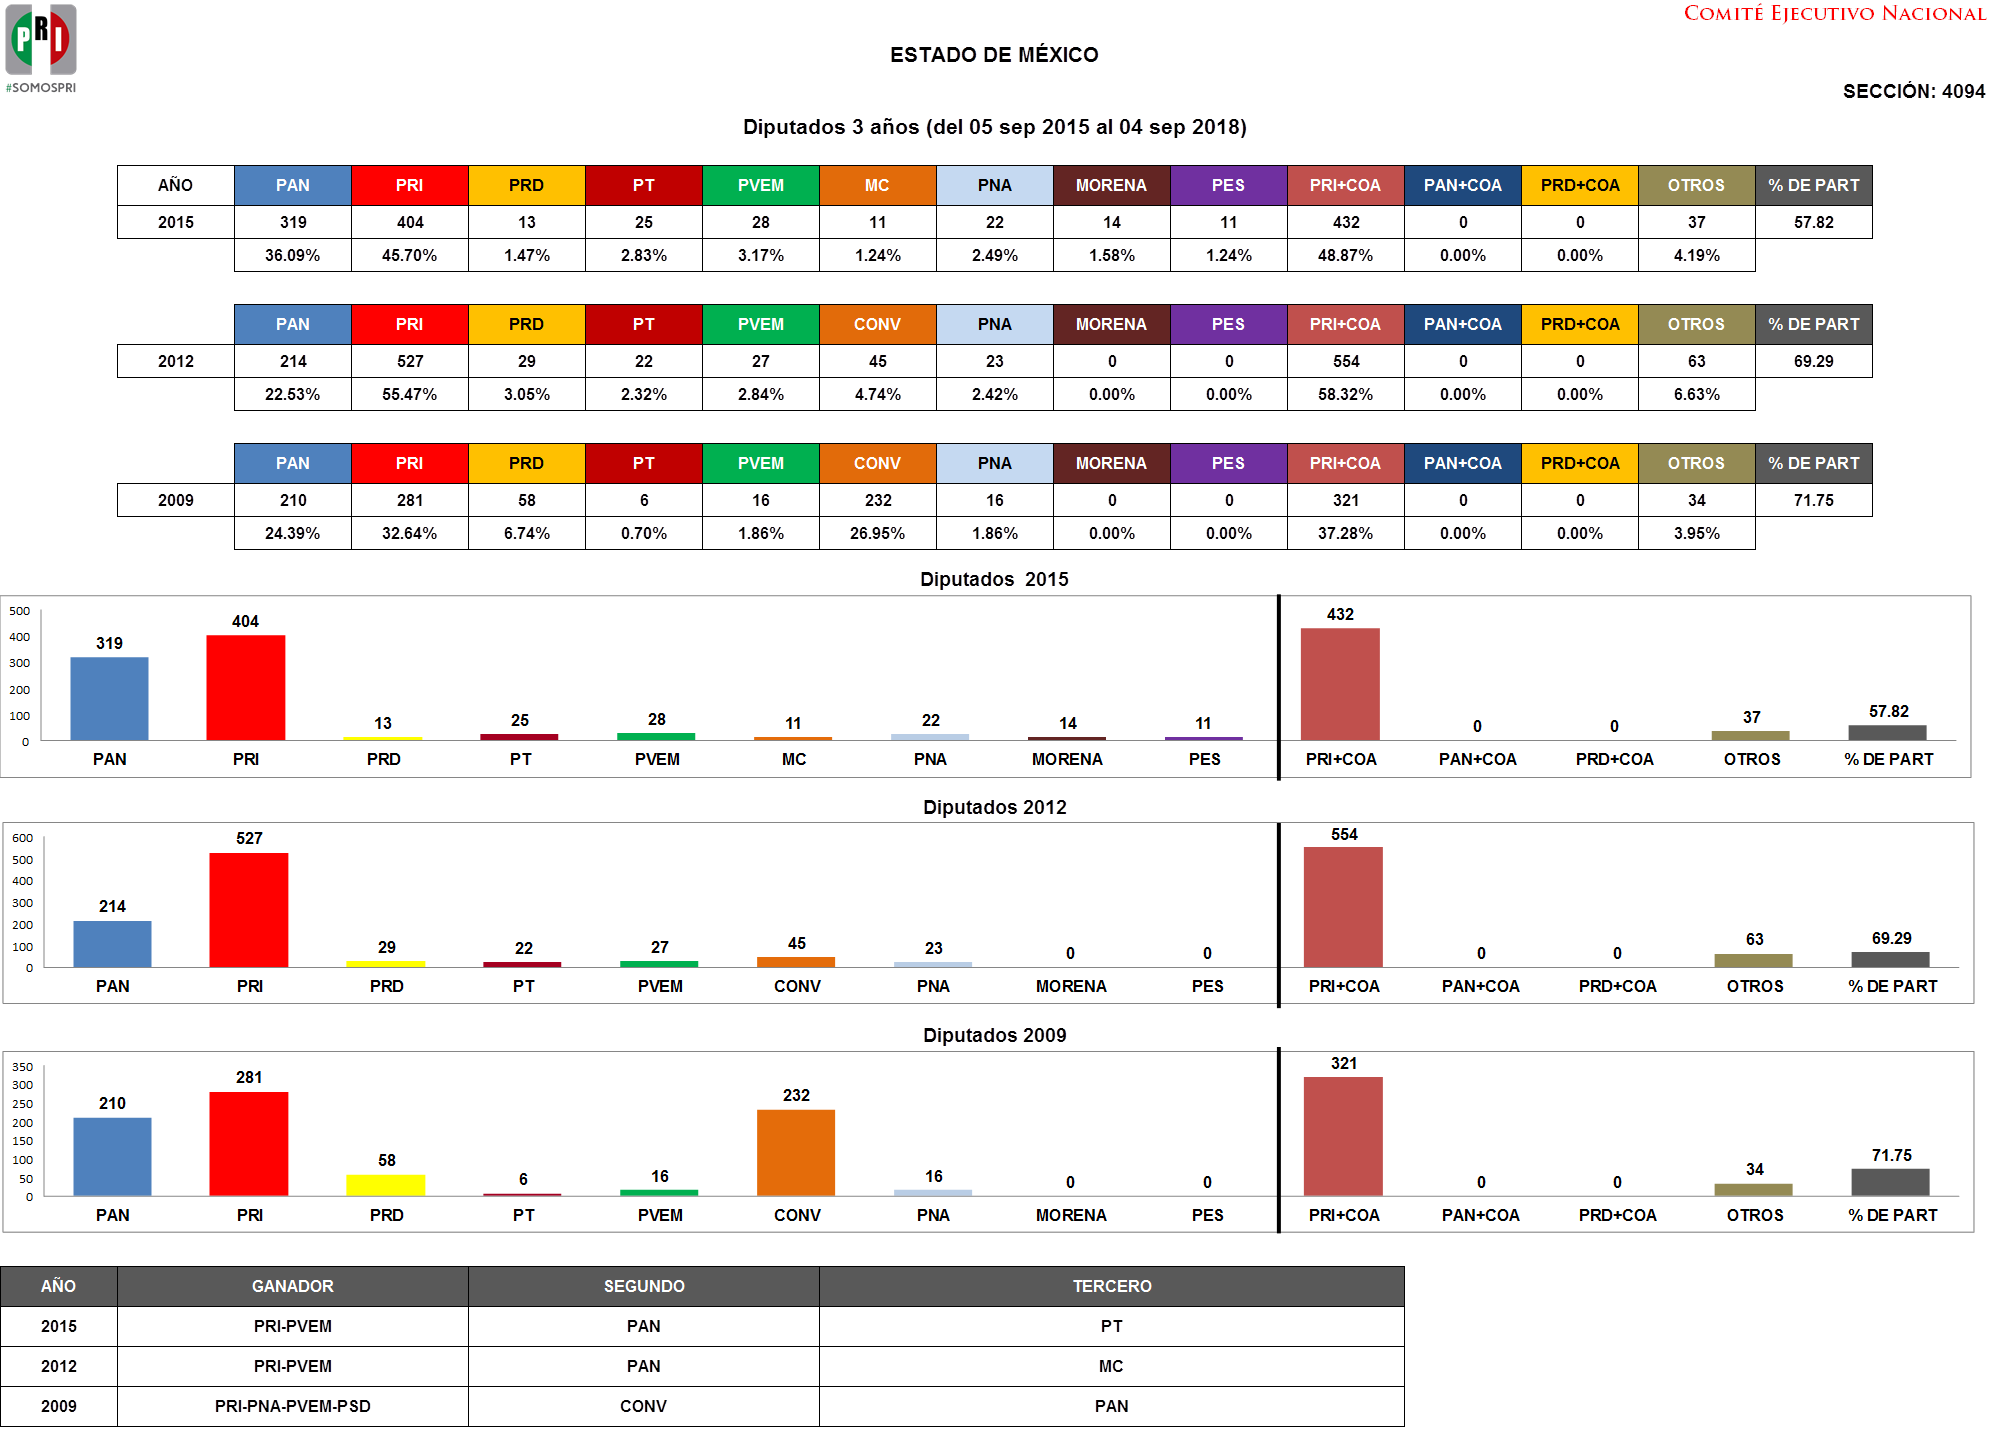 PRI
#SOMOSPRI
COMITÉ EJECUTIVO NACIONAL
ESTADO DE MÉXICO
SECCIÓN: 4094
Diputados 3 años (del 05 sep 2015 al 04 sep 2018)
AÑO PAN PRI PRD PT PVEM MC PNA MORENA PES PRI+COA PAN+COA PRD+COA OTROS % DE PART
2015 319 404 13 25 28 11 22 14 11 432 0 0 37 57.82
36.09% 45.70% 1.47% 2.83% 3.17% 1.24% 2.49% 1.58% 1.24% 48.87% 0.00% 0.00% 4.19%
PAN PRI PRD PT PVEM CONV PNA MORENA PES PRI+COA PAN+COA PRD+COA OTROS % DE PART
2012 214 527 29 22 27 45 23 0 0 554 0 0 63 69.29
22.53% 55.47% 3.05% 2.32% 2.84% 4.74% 2.42% 0.00% 0.00% 58.32% 0.00% 0.00% 6.63%
PAN PRI PRD PT PVEM CONV PNA MORENA PES PRI+COA PAN+COA PRD+COA OTROS % DE PART
2009 210 281 58 6 16 232 16 0 0 321 0 0 34 71.75
24.39% 32.64% 6.74% 0.70% 1.86% 26.95% 1.86% 0.00% 0.00% 37.28% 0.00% 0.00% 3.95%
Diputados 2015
500
400
300
200
100
0
319 404 13 25 28 11 22 14 11 432 0 0 37 57.82
PAN PRI PRD PT PVEM MC PNA MORENA PES PRI+COA PAN+COA PRD+COA OTROS % DE PART
Diputados 2012
600
500
400
300
200
100
0
214 527 29 22 27 45 23 0 0 554 0 0 63 69.29
PAN PRI PRD PT PVEM CONV PNA MORENA PES PRI+COA PAN+COA PRD+COA OTROS % DE PART
Diputados 2009
350
300
250
200
150
100
50
0
210 281 58 6 16 232 16 0 0 321 0 0 34 71.75
PAN PRI PRD PT PVEM CONV PNA MORENA PES PRI+COA PAN+COA PRD+COA OTROS % DE PART
AÑO GANADOR SEGUNDO TERCERO
2015 PRI-PVEM PAN PT
2012 PRI-PVEM PAN MC
2009 PRI-PNA-PVEM-PSD CONV PAN